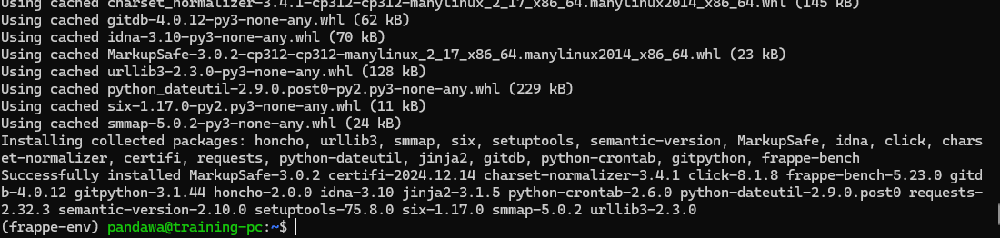 Using cached charset_normalizer-3.4.1-cp312-cp312-manylinux_2_17_x86_64.manylinux2014_x86_64.whl (145 kB)
Using cached gitdb-4.0.12-py3-none-any.whl (62 kB)
Using cached idna-3.10-py3-none-any.whl (70 kB)
Using cached MarkupSafe-3.0.2-cp312-cp312-manylinux_2_17_x86_64.manylinux2014_x86_64.whl (23 kB)
Using cached urllib3-2.3.0-py3-none-any.whl (128 kB)
Using cached python_dateutil-2.9.0.post0-py2.py3-none-any.whl (229 kB)
Using cached six-1.17.0-py2.py3-none-any.whl (11 kB)
Using cached smmap-5.0.2-py3-none-any.whl (24 kB)
Installing collected packages: honcho, urllib3, smmap, six, setuptools, semantic-version, MarkupSafe, idna, click, chars
et-normalizer, certifi, requests, python-dateutil, jinja2, gitdb, python-crontab, gitpython, frappe-bench
Successfully installed MarkupSafe-3.0.2 certifi-2024.12.14 charset-normalizer-3.4.1 click-8.1.8 frappe-bench-5.23.0 gitd
b-4.0.12 gitpython-3.1.44 honcho-2.0.0 idna-3.10 jinja2-3.1.5 python-crontab-2.6.0 python-dateutil-2.9.0.post0 requests-
2.32.3 semantic-version-2.10.0 setuptools-75.8.0 six-1.17.0 smmap-5.0.2 urllib3-2.3.0
(frappe-env) pandawa@training-pc:~$